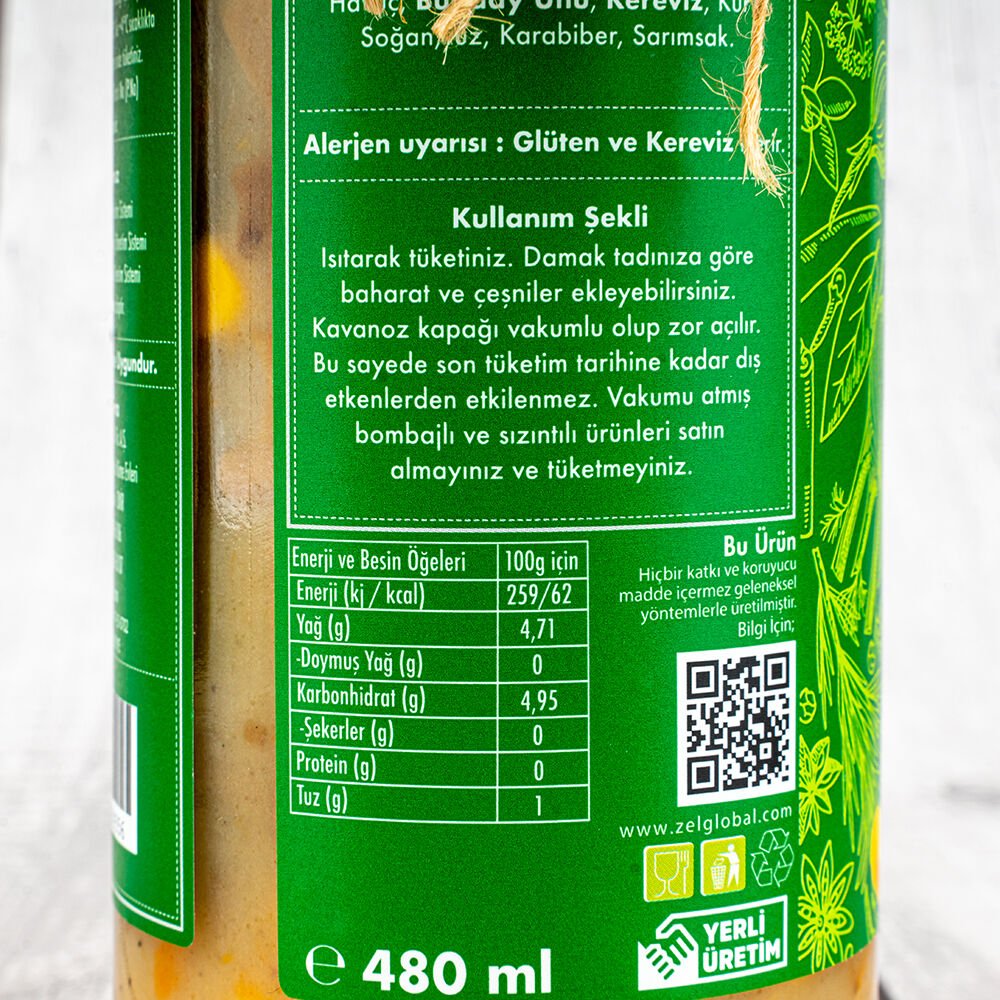 Un, Kereviz,
Soğan, Tuz, Karabiber, Sarımsak.
Alerjen uyarısı : Glüten ve Kereviz
Kullanım Şekli
Isıtarak tüketiniz. Damak tadınıza göre
baharat ve çeşniler ekleyebilirsiniz.
Kavanoz kapağı vakumlu olup zor açılır.
Bu sayede son tüketim tarihine kadar dış
etkenlerden etkilenmez. Vakumu atmış
bombajlı ve sızıntılı ürünleri satın
almayınız ve tüketmeyiniz.
Enerji ve Besin Öğeleri 100g için
Enerji (kj / kcal) 259/62
Yağ (g) 4,71
-Doymuş Yağ (g) 0
Karbonhidrat (g) 4,95
-Şekerler (g) 0
Protein (g) 0
Tuz (g) 1
Bu Ürün
Hiçbir katkı ve koruyucu
madde içermez geleneksel
yöntemlerle üretilmiştir.
Bilgi İçin;
www.zelglobal.com
YERLİ
ÜRETİM
℮ 480 ml
Uygundur.